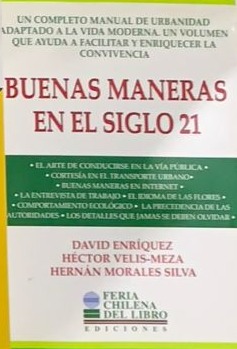 UN COMPLETO MANUAL DE URBANIDAD
ADAPTADO A LA VIDA MODERNA. UN VOLUMEN
QUE AYUDA A FACILITAR Y ENRIQUECER LA
CONVIVENCIA
BUENAS MANERAS
EN EL SIGLO 21
• EL ARTE DE CONDUCIRSE EN LA VÍA PÚBLICA •
• CORTESÍA EN EL TRANSPORTE URBANO•
• BUENAS MANERAS EN INTERNET •
• LA ENTREVISTA DE TRABAJO • EL IDIOMA DE LAS FLORES •
• COMPORTAMIENTO ECOLÓGICO • LA PRECEDENCIA DE LAS
AUTORIDADES • LOS DETALLES QUE JAMAS SE DEBEN OLVIDAR •
DAVID ENRÍQUEZ
HÉCTOR VELIS-MEZA
HERNÁN MORALES SILVA
FERIA
CHILENA
DEL LIBRO
EDICIONES